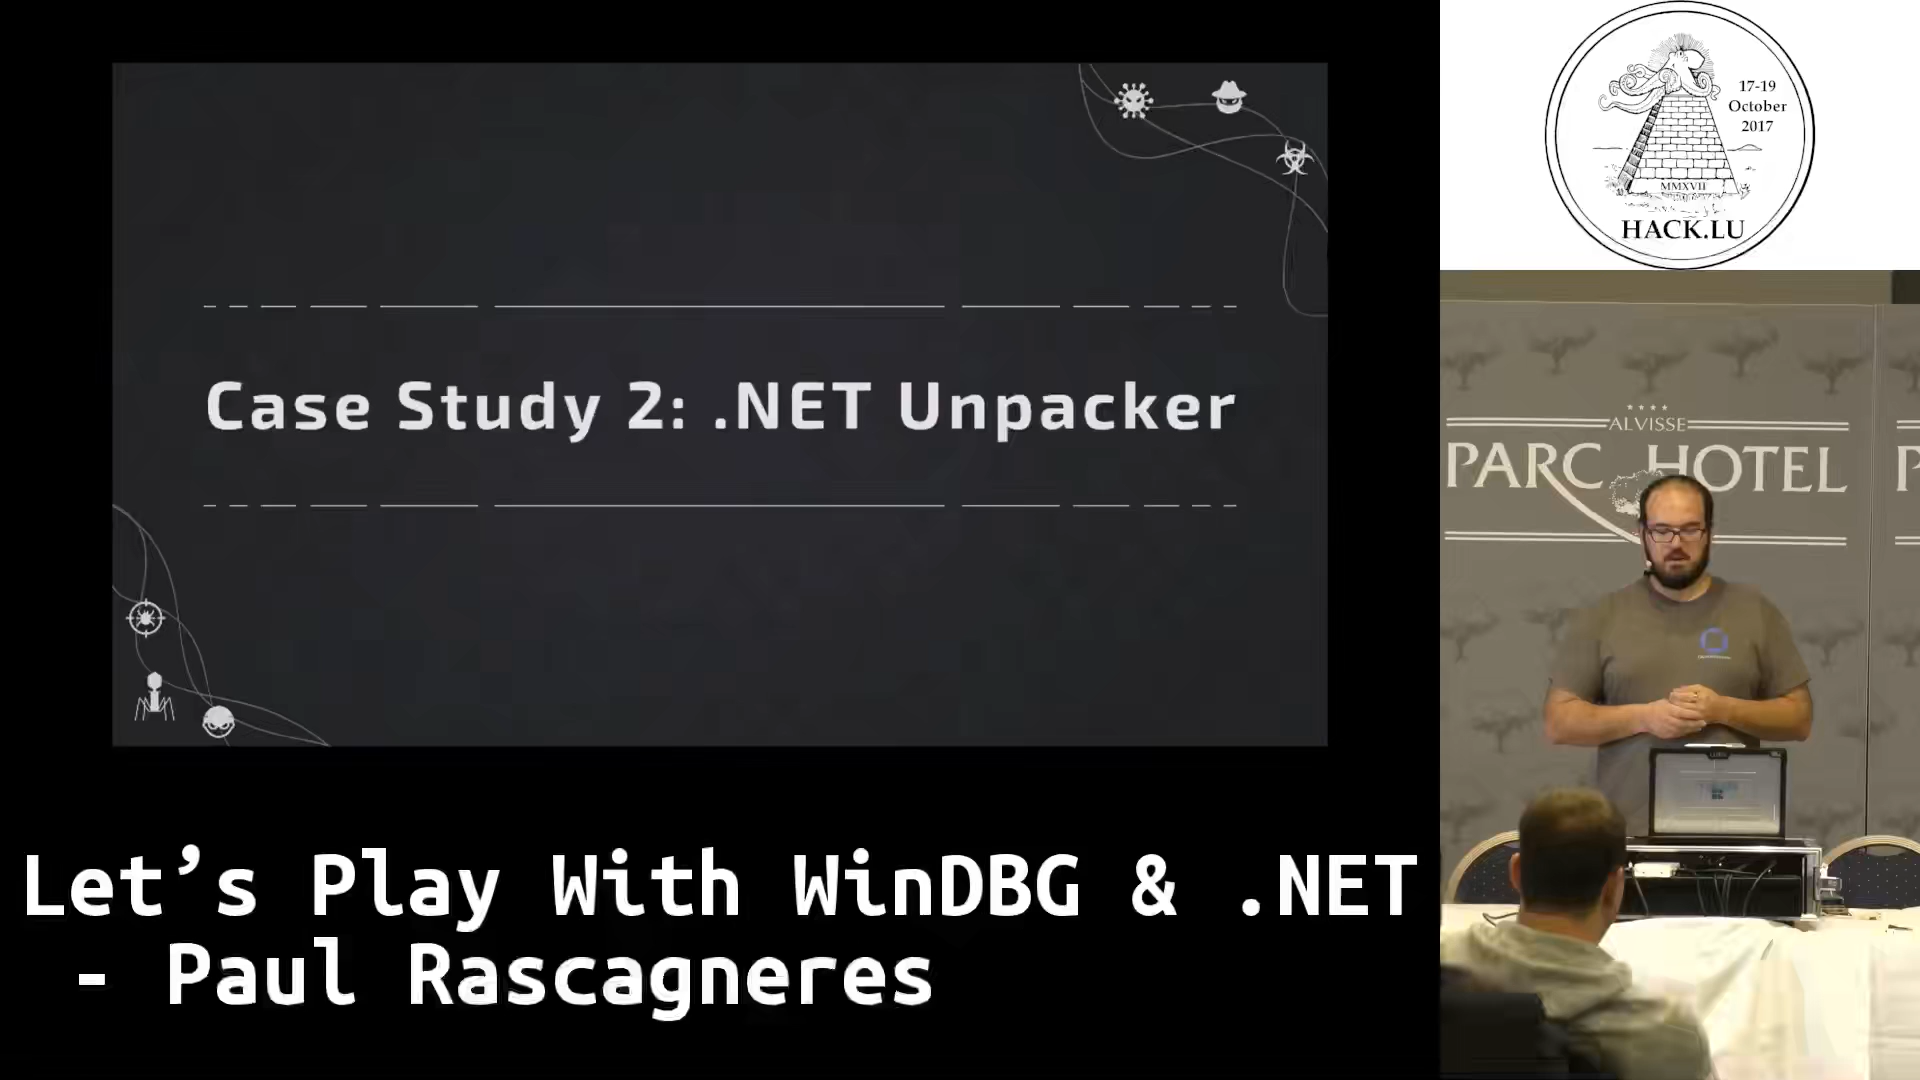 Case Study 2: .NET Unpacker
Let’s Play With WinDBG & .NET
- Paul Rascagneres
17-19
October
2017
MMXVII
HACK.LU
ALVISSE
PARC HOTEL
P